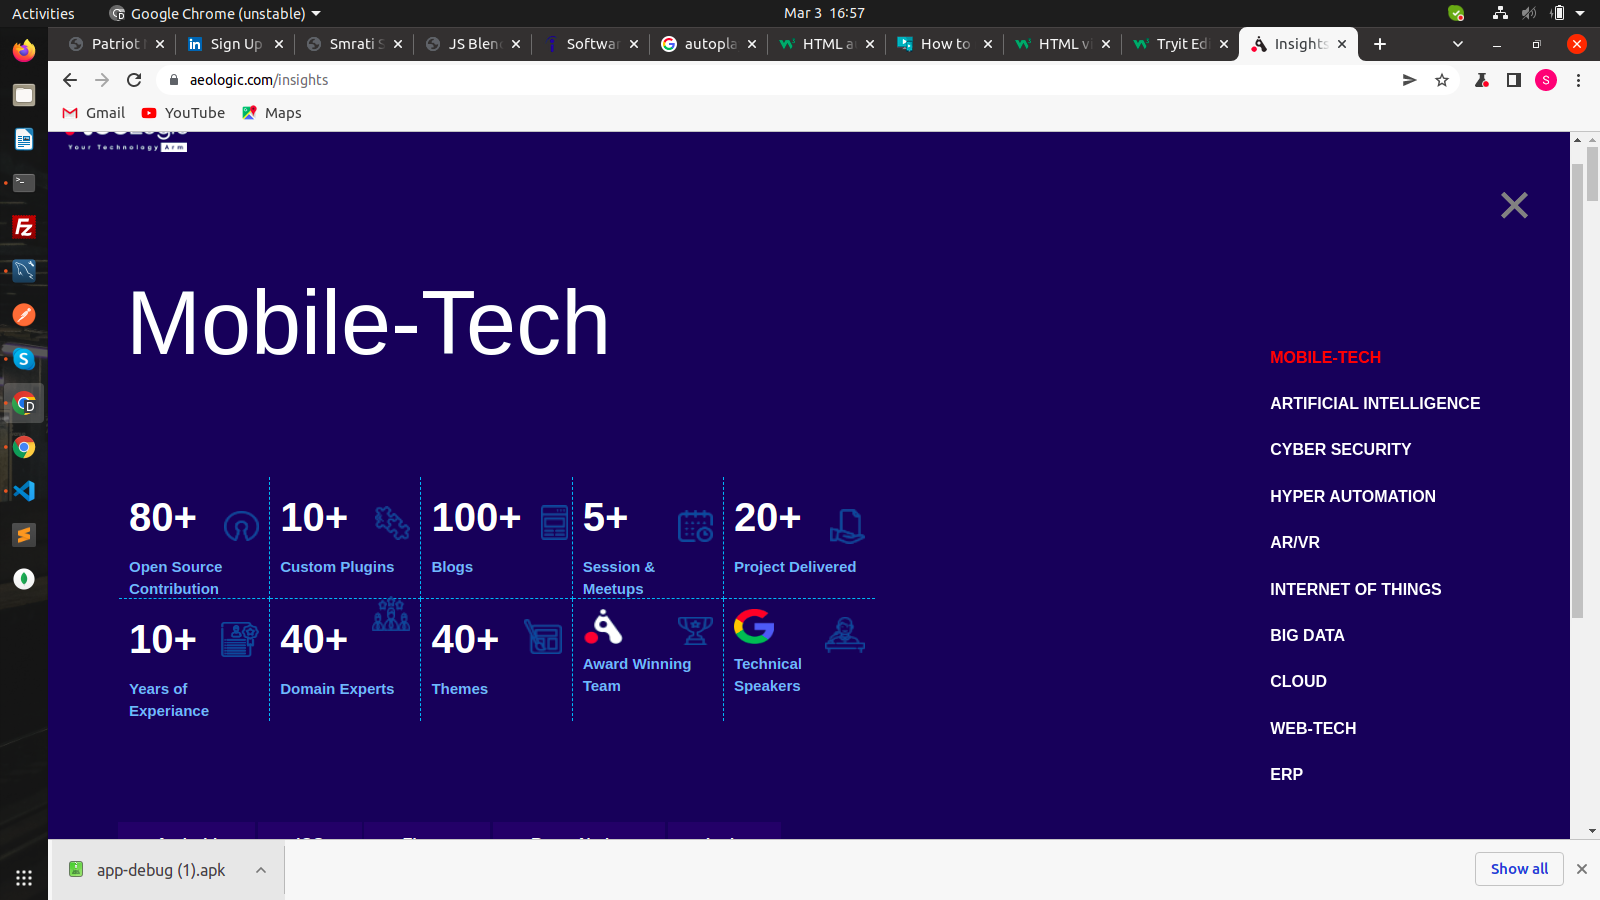 Activities
Google Chrome (unstable)
Mar 3 16:57
Patriot
Sign Up
Smrati S
JS Blen
Softwar
autopla
HTML a
How to
HTML v
Tryit Ed
Insights
aeologic.com/insights
S
Gmail
YouTube
Maps
Your Technology Arm
Mobile-Tech
MOBILE-TECH
ARTIFICIAL INTELLIGENCE
CYBER SECURITY
HYPER AUTOMATION
AR/VR
INTERNET OF THINGS
BIG DATA
CLOUD
WEB-TECH
ERP
80+
Open Source
Contribution
10+
Custom Plugins
100+
Blogs
5+
Session &
Meetups
20+
Project Delivered
10+
Years of
Experiance
40+
Domain Experts
40+
Themes
Award Winning
Team
Technical
Speakers
app-debug (1).apk
Show all